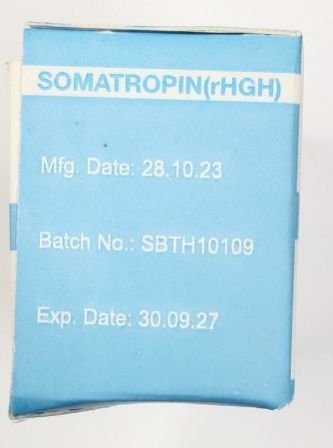 SOMATROPIN(rHGH)
Mfg. Date: 28.10.23
Batch No.: SBTH10109
Exp. Date: 30.09.27